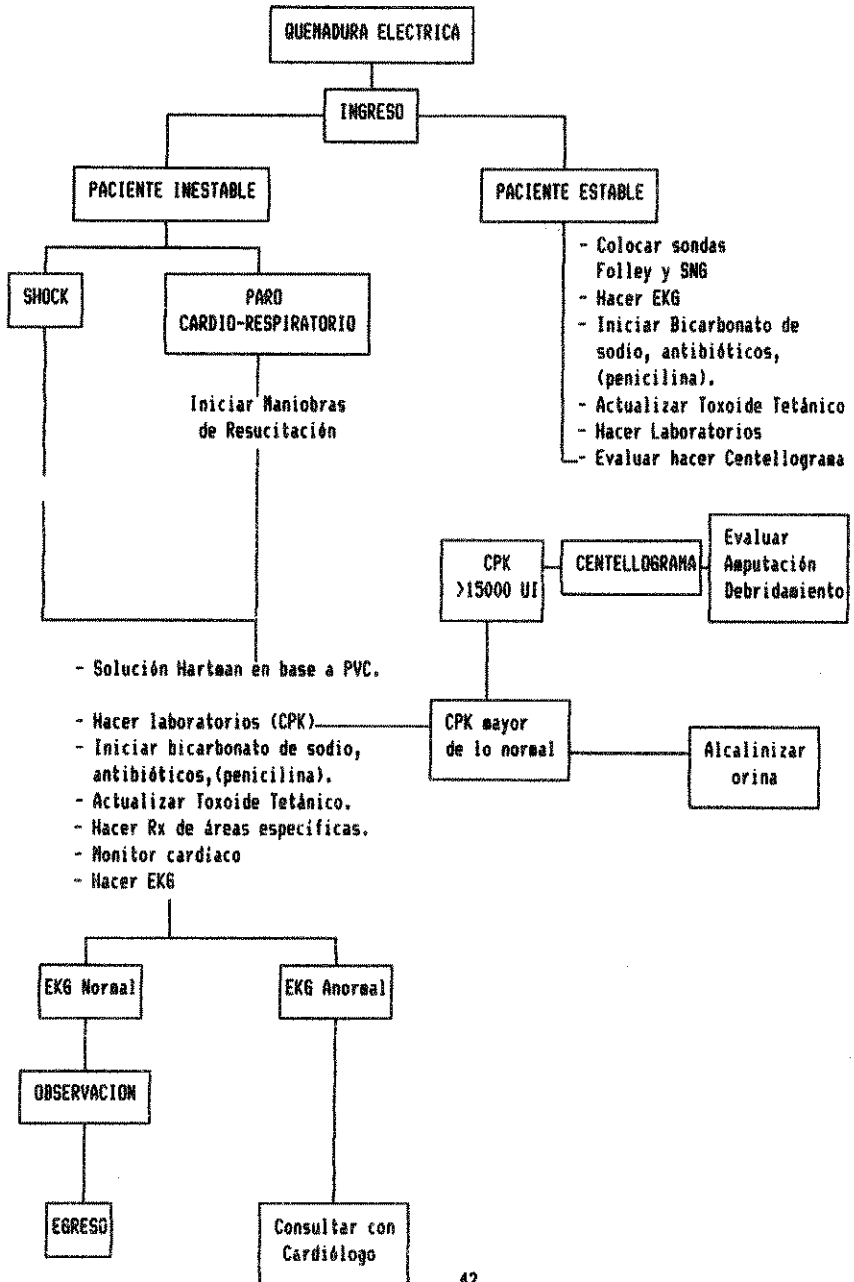 QUEMADURA ELECTRICA
INGRESO
PACIENTE INESTABLE
PACIENTE ESTABLE
SHOCK
PARO
CARDIO-RESPIRATORIO
- Colocar sondas
Folley y SNG
- Hacer EKG
- Iniciar Bicarbonato de
sodio, antibióticos,
(penicilina).
- Actualizar Toxoide Tetánico
- Hacer Laboratorios
- Evaluar hacer Centellograma
Iniciar Maniobras
de Resucitación
CPK
>15000 UI
CENTELLOGRAMA
Evaluar
Amputación
Debridamiento
- Solución Hartman en base a PVC.
- Hacer laboratorios (CPK)
- Iniciar bicarbonato de sodio,
antibióticos,(penicilina).
- Actualizar Toxoide Tetánico.
- Hacer Rx de áreas específicas.
- Monitor cardíaco
- Hacer EKG
CPK mayor
de lo normal
Alcalinizar
orina
EKG Normal
EKG Anormal
OBSERVACION
EGRESO
Consultar con
Cardiólogo
42